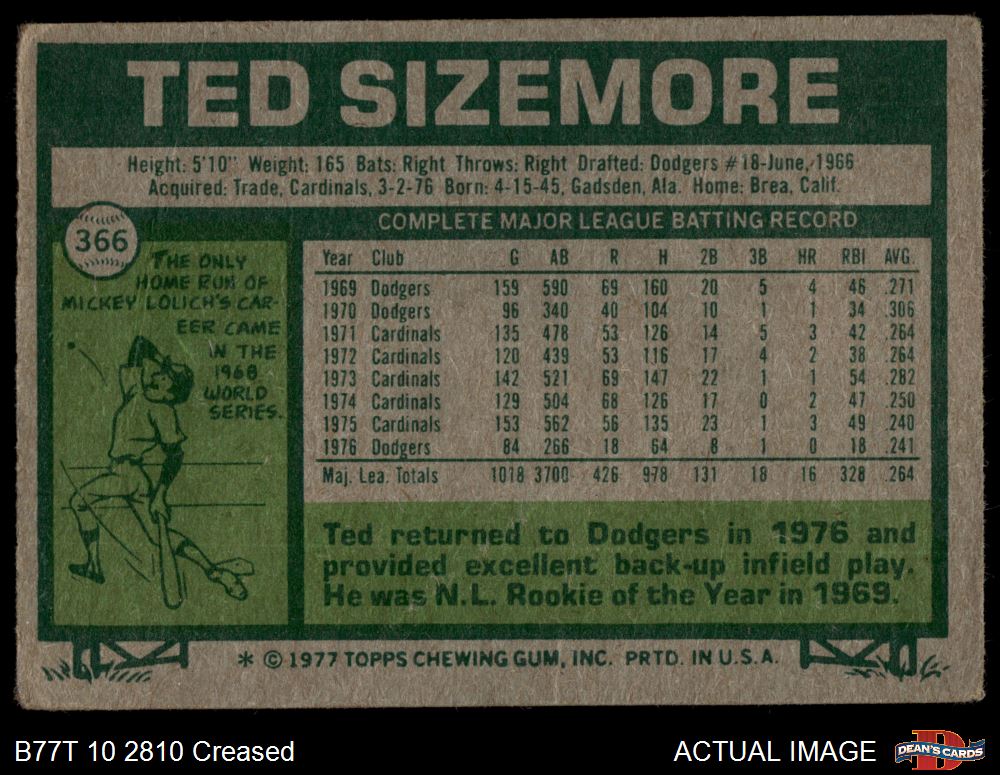 TED SIZEMORE
Height: 5'10" Weight: 165 Bats: Right Throws: Right Drafted: Dodgers #18-June, 1966
Acquired: Trade, Cardinals, 3-2-76 Born: 4-15-45, Gadsden, Ala. Home: Brea, Calif.
366
THE ONLY
HOME RUN OF
MICKEY LOLICH'S CAR-
EER CAME
IN THE
1968
WORLD
SERIES.
COMPLETE MAJOR LEAGUE BATTING RECORD
Year Club G AB R H 2B 3B HR RBI AVG.
1969 Dodgers 159 590 69 160 20 5 4 46 .271
1970 Dodgers 96 340 40 104 10 1 1 34 .306
1971 Cardinals 135 478 53 126 14 5 3 42 .264
1972 Cardinals 120 439 53 116 17 4 2 38 .264
1973 Cardinals 142 521 69 147 22 1 1 54 .282
1974 Cardinals 129 504 68 126 17 0 2 47 .250
1975 Cardinals 153 562 56 135 23 1 3 49 .240
1976 Dodgers 84 266 18 64 8 1 0 18 .241
Maj. Lea. Totals 1018 3700 426 978 131 18 16 328 .264
Ted returned to Dodgers in 1976 and
provided excellent back-up infield play.
He was N.L. Rookie of the Year in 1969.
* © 1977 TOPPS CHEWING GUM, INC. PRTD. IN U.S.A.
B77T 10 2810 Creased
ACTUAL IMAGE
D
DEAN'S CARDS